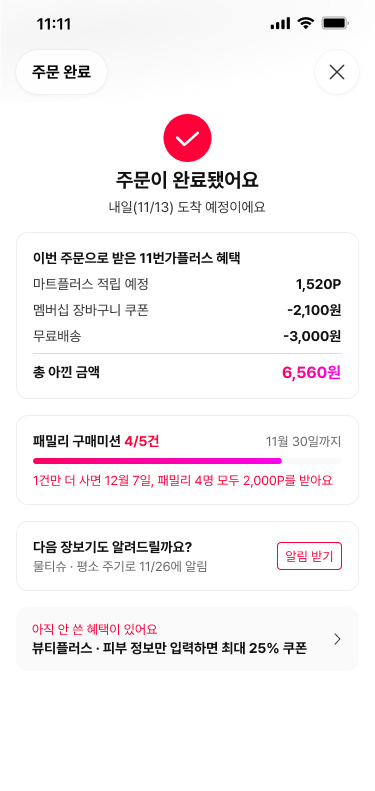 11:11
주문 완료
주문이 완료됐어요
내일(11/13) 도착 예정이에요
이번 주문으로 받은 11번가플러스 혜택
마트플러스 적립 예정 1,520P
멤버십 장바구니 쿠폰 -2,100원
무료배송 -3,000원
총 아낀 금액 6,560원
패밀리 구매미션 4/5건 11월 30일까지
1건만 더 사면 12월 7일, 패밀리 4명 모두 2,000P를 받아요
다음 장보기도 알려드릴까요?
물티슈 · 평소 주기로 11/26에 알림
알림 받기
아직 안 쓴 혜택이 있어요
뷰티플러스 · 피부 정보만 입력하면 최대 25% 쿠폰